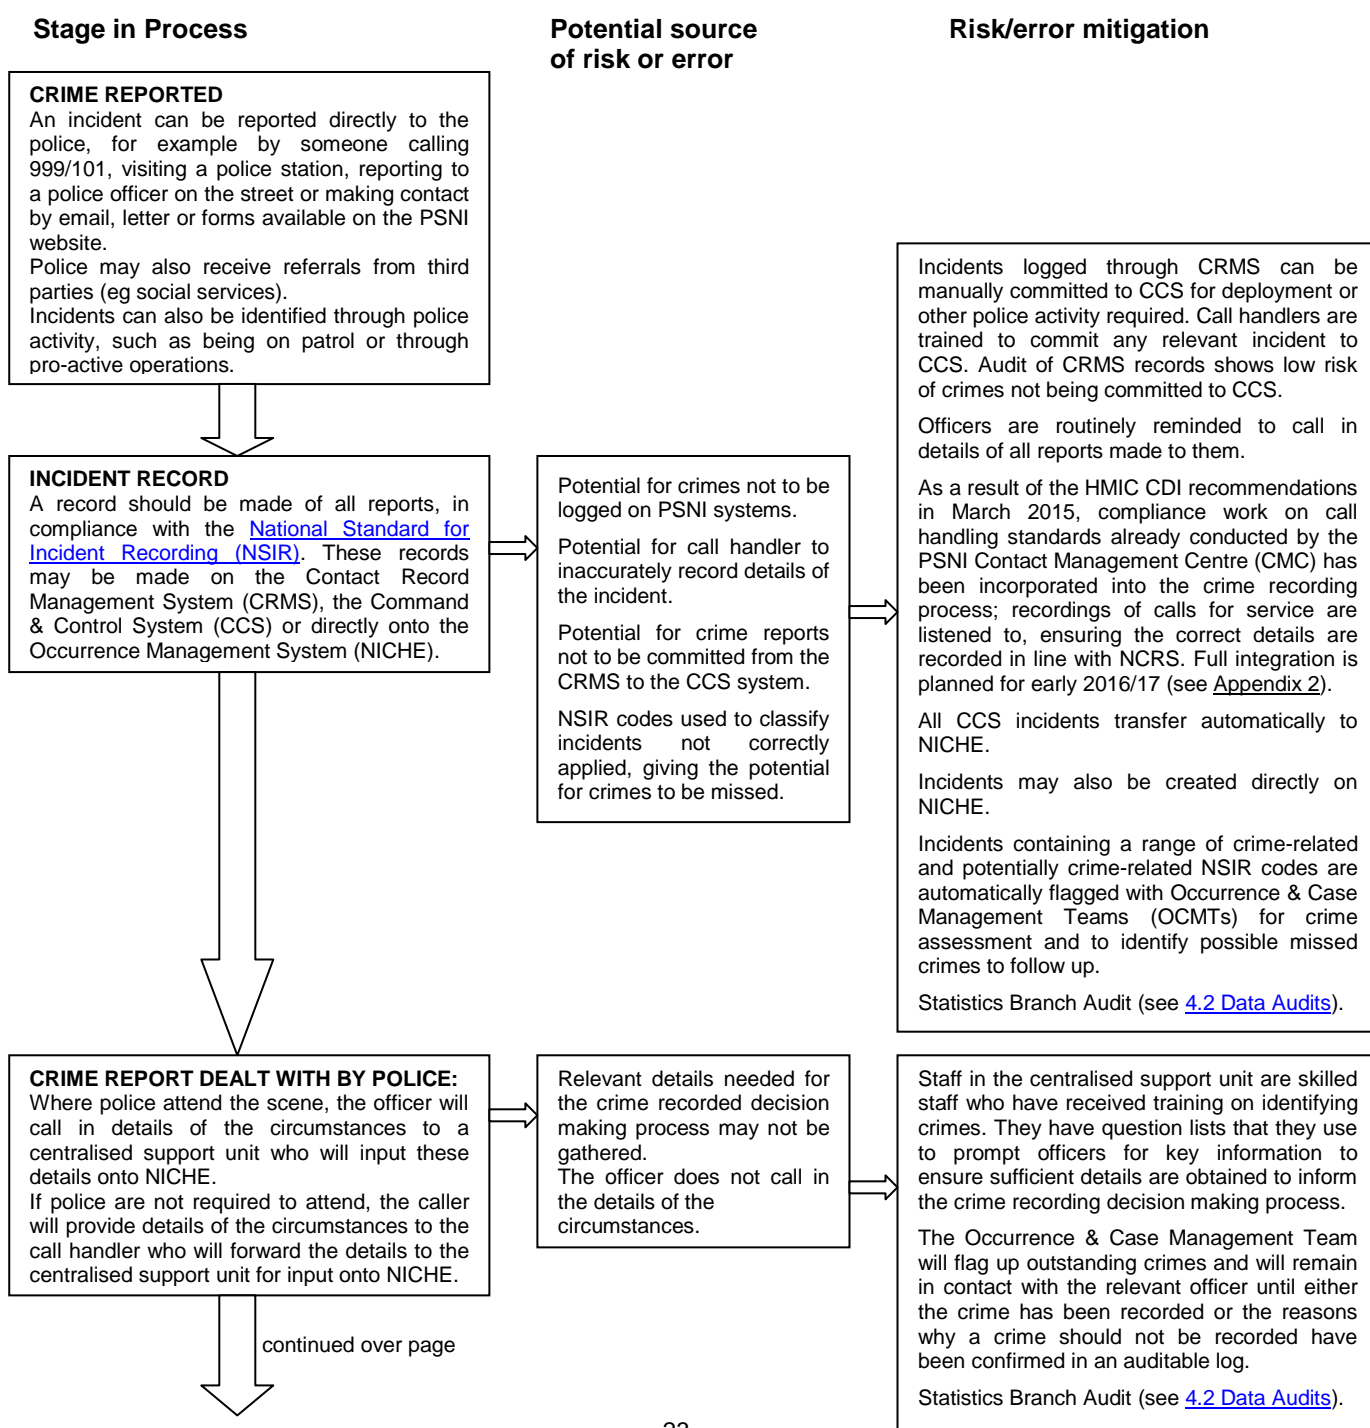 Stage in Process
Potential source
of risk or error
Risk/error mitigation
CRIME REPORTED
An incident can be reported directly to the
police, for example by someone calling
999/101, visiting a police station, reporting to
a police officer on the street or making contact
by email, letter or forms available on the PSNI
website.
Police may also receive referrals from third
parties (eg social services).
Incidents can also be identified through police
activity, such as being on patrol or through
pro-active operations.
INCIDENT RECORD
A record should be made of all reports, in
compliance with the National Standard for
Incident Recording (NSIR). These records
may be made on the Contact Record
Management System (CRMS), the Command
& Control System (CCS) or directly onto the
Occurrence Management System (NICHE).
Potential for crimes not to be
logged on PSNI systems.
Potential for call handler to
inaccurately record details of
the incident.
Potential for crime reports
not to be committed from the
CRMS to the CCS system.
NSIR codes used to classify
incidents not correctly
applied, giving the potential
for crimes to be missed.
Incidents logged through CRMS can be
manually committed to CCS for deployment or
other police activity required. Call handlers are
trained to commit any relevant incident to
CCS. Audit of CRMS records shows low risk
of crimes not being committed to CCS.
Officers are routinely reminded to call in
details of all reports made to them.
As a result of the HMIC CDI recommendations
in March 2015, compliance work on call
handling standards already conducted by the
PSNI Contact Management Centre (CMC) has
been incorporated into the crime recording
process; recordings of calls for service are
listened to, ensuring the correct details are
recorded in line with NCRS. Full integration is
planned for early 2016/17 (see Appendix 2).
All CCS incidents transfer automatically to
NICHE.
Incidents may also be created directly on
NICHE.
Incidents containing a range of crime-related
and potentially crime-related NSIR codes are
automatically flagged with Occurrence & Case
Management Teams (OCMTs) for crime
assessment and to identify possible missed
crimes to follow up.
Statistics Branch Audit (see 4.2 Data Audits).
CRIME REPORT DEALT WITH BY POLICE:
Where police attend the scene, the officer will
call in details of the circumstances to a
centralised support unit who will input these
details onto NICHE.
If police are not required to attend, the caller
will provide details of the circumstances to the
call handler who will forward the details to the
centralised support unit for input onto NICHE.
Relevant details needed for
the crime recorded decision
making process may not be
gathered.
The officer does not call in
the details of the
circumstances.
Staff in the centralised support unit are skilled
staff who have received training on identifying
crimes. They have question lists that they use
to prompt officers for key information to
ensure sufficient details are obtained to inform
the crime recording decision making process.
The Occurrence & Case Management Team
will flag up outstanding crimes and will remain
in contact with the relevant officer until either
the crime has been recorded or the reasons
why a crime should not be recorded have
been confirmed in an auditable log.
Statistics Branch Audit (see 4.2 Data Audits).
continued over page